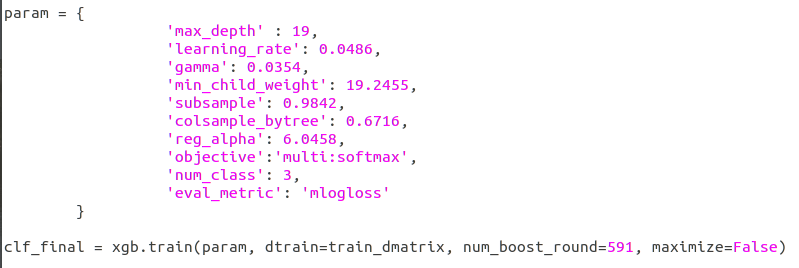 param = {
'max_depth' : 19,
'learning_rate': 0.0486,
'gamma': 0.0354,
'min_child_weight': 19.2455,
'subsample': 0.9842,
'colsample_bytree': 0.6716,
'reg_alpha': 6.0458,
'objective':'multi:softmax',
'num_class': 3,
'eval_metric': 'mlogloss'
}
clf_final = xgb.train(param, dtrain=train_dmatrix, num_boost_round=591, maximize=False)